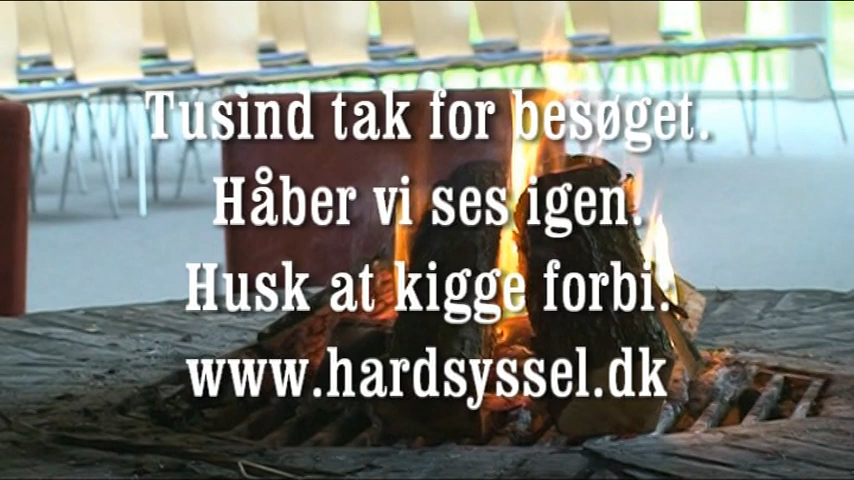 Tusind tak for besøget.
Håber vi ses igen.
Husk at kigge forbi:
www.hardsyssel.dk